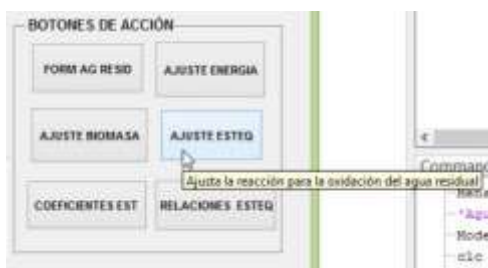 BOTONES DE ACCIÓN
FORM AG RESID
AJUSTE ENERGIA
AJUSTE BIOMASA
AJUSTE ESTEQ
Ajusta la reacción para la oxidación del agua residual
COEFICIENTES EST
RELACIONES ESTEQ
Command
Mode
clc